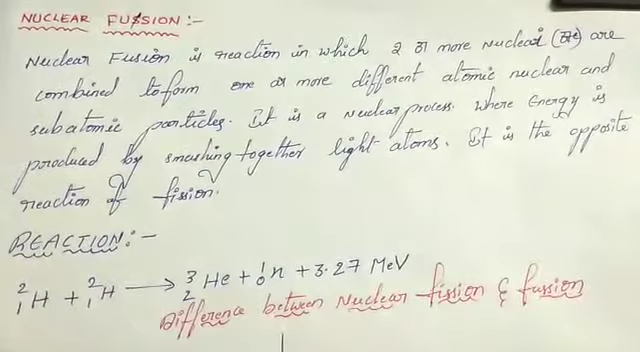 NUCLEAR FUSSION :-
Nuclear Fusion is reaction in which 2 or more Nuclei are
combined to form one or more different atomic nuclear and
subatomic particles. It is a Nuclear process. Where Energy is
produced by smashing together light atoms. It is the opposite
reaction of fission.
REACTION :-
²₁H + ²₁H ⟶ ³₂He + ¹₀n + 3.27 MeV
Difference between Nuclear fission & fussion